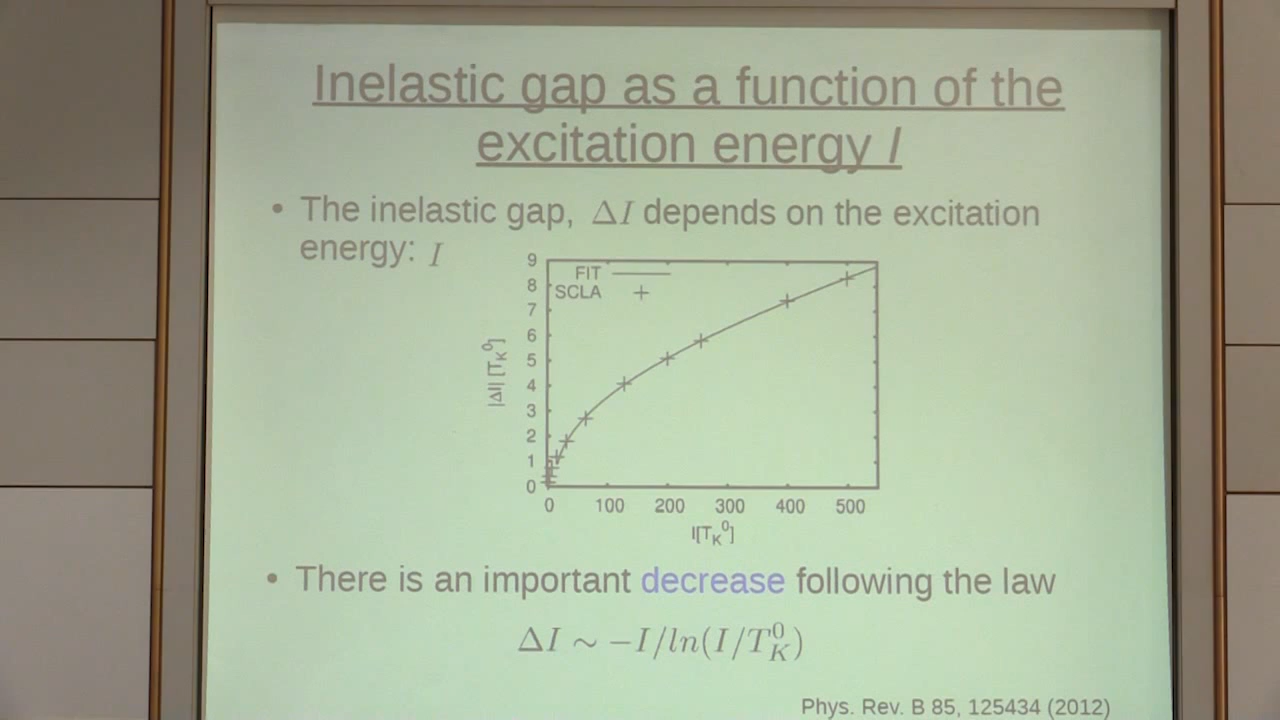 Inelastic gap as a function of the
excitation energy I
• The inelastic gap, ΔI depends on the excitation
energy: I
9
FIT
8
SCLA
7
6
5
4
3
2
1
0
|ΔI| [T_K^0]
0 100 200 300 400 500
I[T_K^0]
• There is an important decrease following the law
ΔI ∼ −I/ln(I/T_K^0)
Phys. Rev. B 85, 125434 (2012)